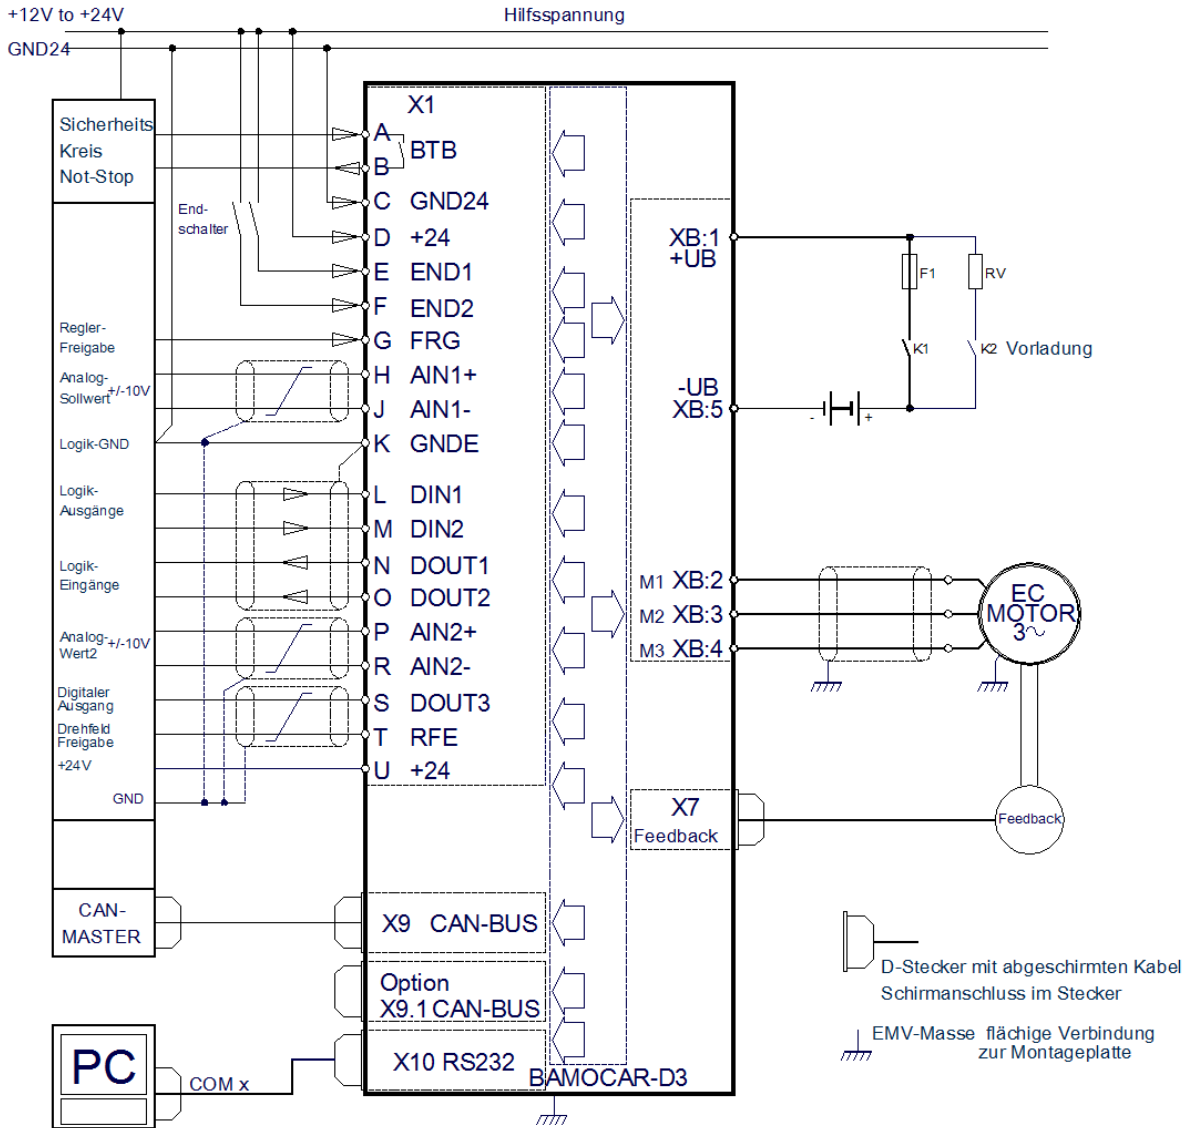 +12V to +24V
Hilfsspannung
GND24
Sicherheits
Kreis
Not-Stop
End-
schalter
Regler-
Freigabe
Analog-
Sollwert +/-10V
Logik-GND
Logik-
Ausgänge
Logik-
Eingänge
Analog-
Wert2 +/-10V
Digitaler
Ausgang
Drehfeld
Freigabe
+24V
GND
CAN-
MASTER
PC
COM x
X1
A
BTB
B
C GND24
D +24
E END1
F END2
G FRG
H AIN1+
J AIN1-
K GNDE
L DIN1
M DIN2
N DOUT1
O DOUT2
P AIN2+
R AIN2-
S DOUT3
T RFE
U +24
X9 CAN-BUS
Option
X9.1 CAN-BUS
X10 RS232
BAMOCAR-D3
XB:1
+UB
-UB
XB:5
M1 XB:2
M2 XB:3
M3 XB:4
X7
Feedback
F1
RV
K1
K2 Vorladung
- +
EC
MOTOR
3~
Feedback
D-Stecker mit abgeschirmten Kabel
Schirmanschluss im Stecker
EMV-Masse flächige Verbindung
zur Montageplatte